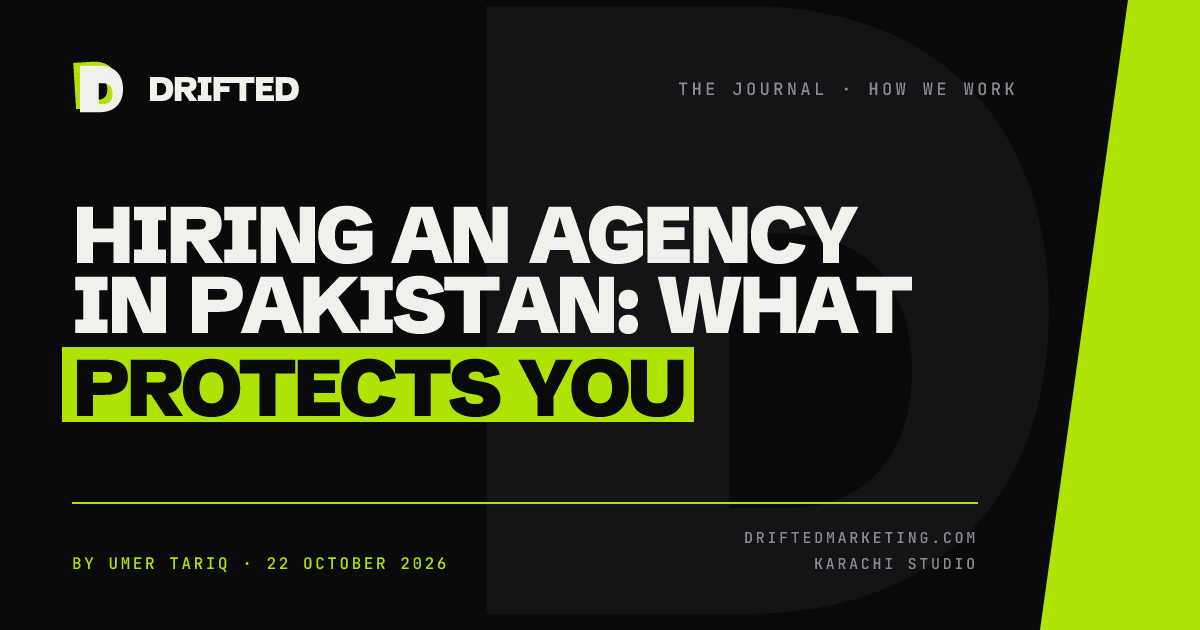 DRIFTED
THE JOURNAL · HOW WE WORK
HIRING AN AGENCY
IN PAKISTAN: WHAT
PROTECTS YOU
BY UMER TARIQ · 22 OCTOBER 2026
DRIFTEDMARKETING.COM
KARACHI STUDIO